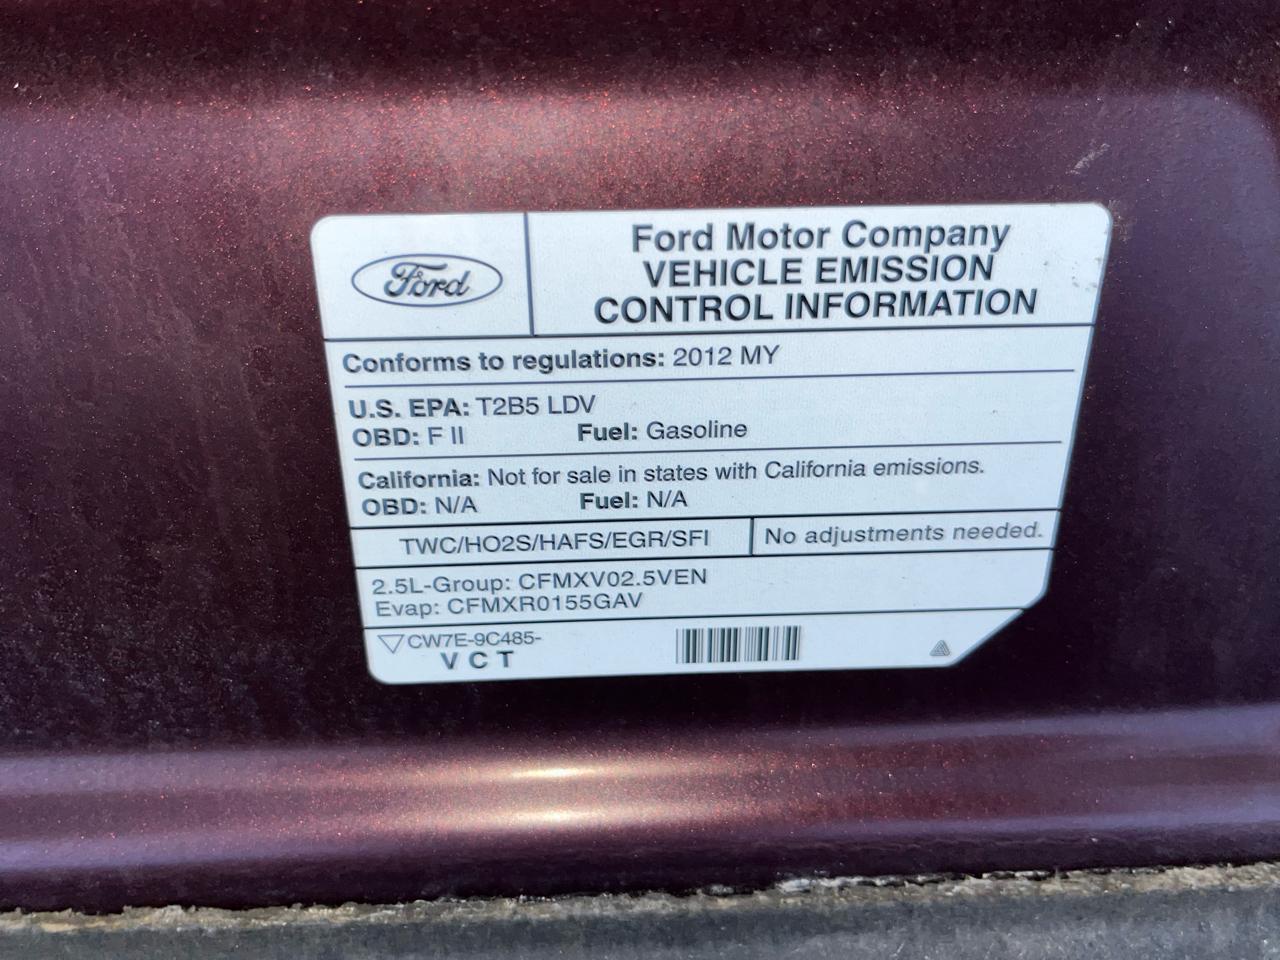 Ford
Ford Motor Company
VEHICLE EMISSION
CONTROL INFORMATION
Conforms to regulations: 2012 MY
U.S. EPA: T2B5 LDV
OBD: F II Fuel: Gasoline
California: Not for sale in states with California emissions.
OBD: N/A Fuel: N/A
TWC/HO2S/HAFS/EGR/SFI No adjustments needed.
2.5L-Group: CFMXV02.5VEN
Evap: CFMXR0155GAV
CW7E-9C485-
V C T